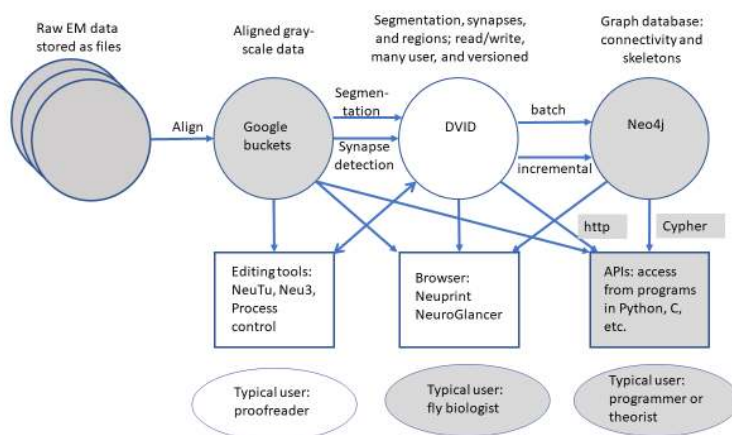 Raw EM data
stored as files
Aligned gray-
scale data
Segmentation, synapses,
and regions; read/write,
many user, and versioned
Graph database:
connectivity and
skeletons
Align
Google
buckets
Segmen-
tation
Synapse
detection
DVID
batch
incremental
Neo4j
http
Cypher
Editing tools:
NeuTu, Neu3,
Process
control
Browser:
Neuprint
NeuroGlancer
APIs: access
from programs
in Python, C,
etc.
Typical user:
proofreader
Typical user:
fly biologist
Typical user:
programmer or
theorist